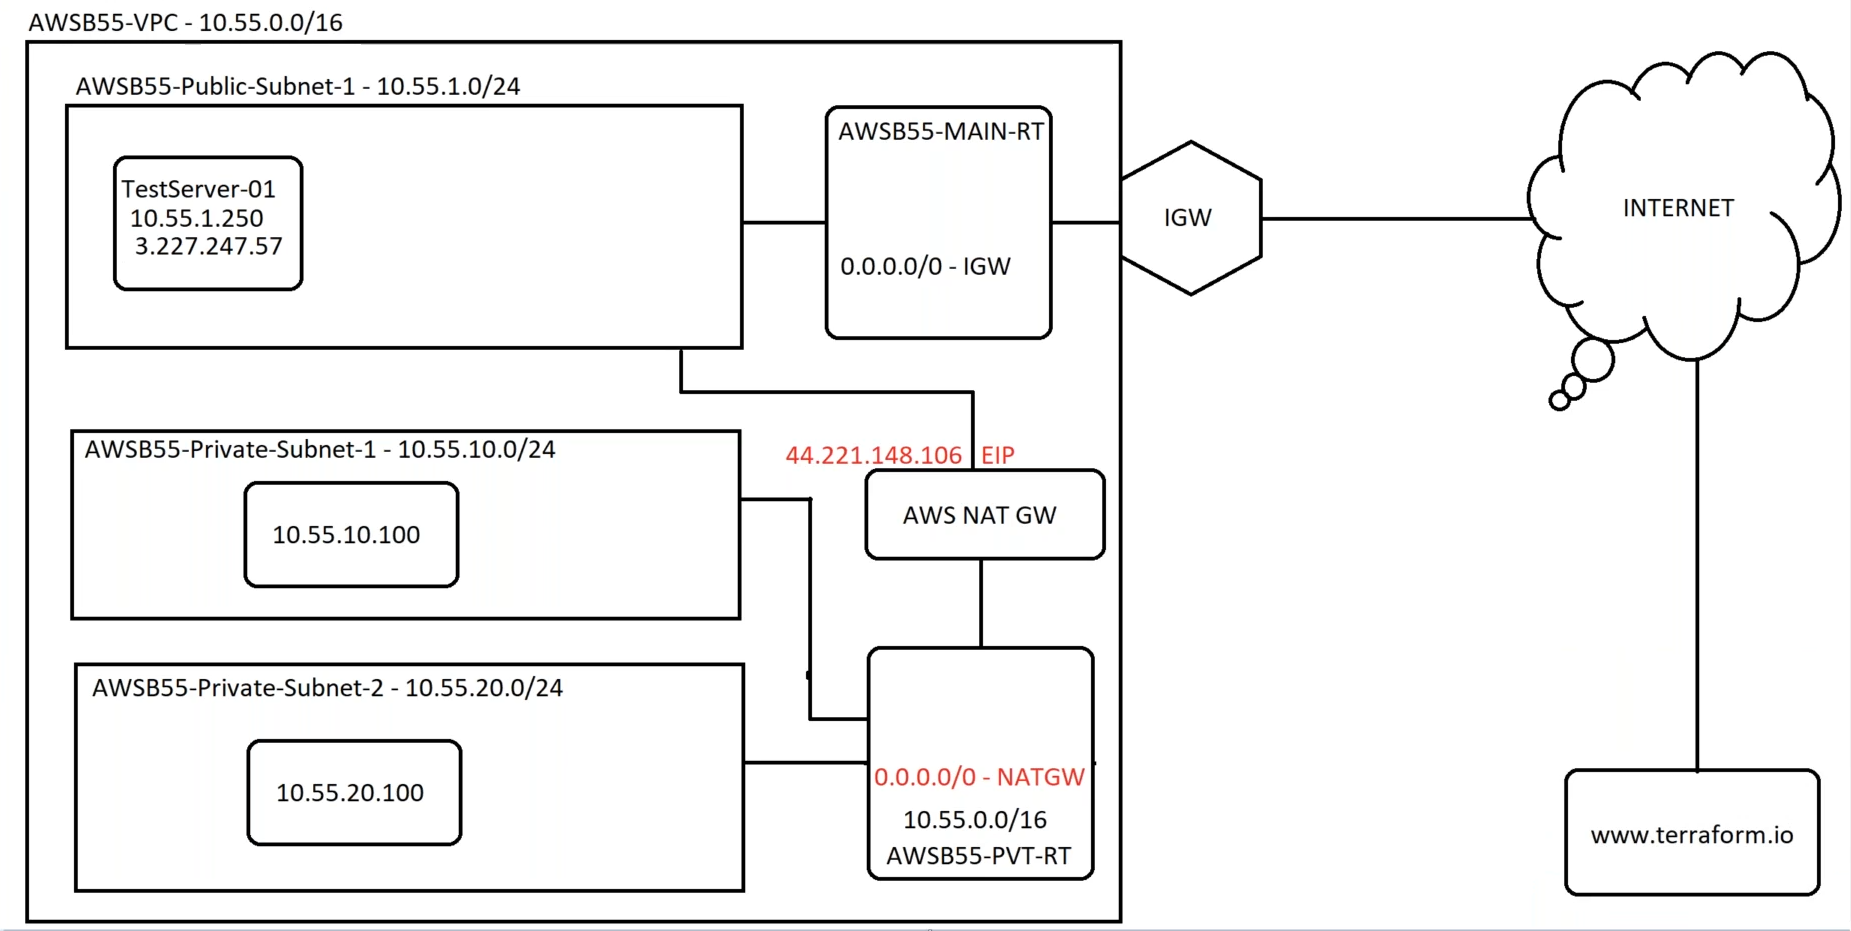 AWSB55-VPC - 10.55.0.0/16
AWSB55-Public-Subnet-1 - 10.55.1.0/24
TestServer-01
10.55.1.250
3.227.247.57
AWSB55-MAIN-RT
0.0.0.0/0 - IGW
IGW
INTERNET
AWSB55-Private-Subnet-1 - 10.55.10.0/24
10.55.10.100
44.221.148.106 EIP
AWS NAT GW
AWSB55-Private-Subnet-2 - 10.55.20.0/24
10.55.20.100
0.0.0.0/0 - NATGW
10.55.0.0/16
AWSB55-PVT-RT
www.terraform.io